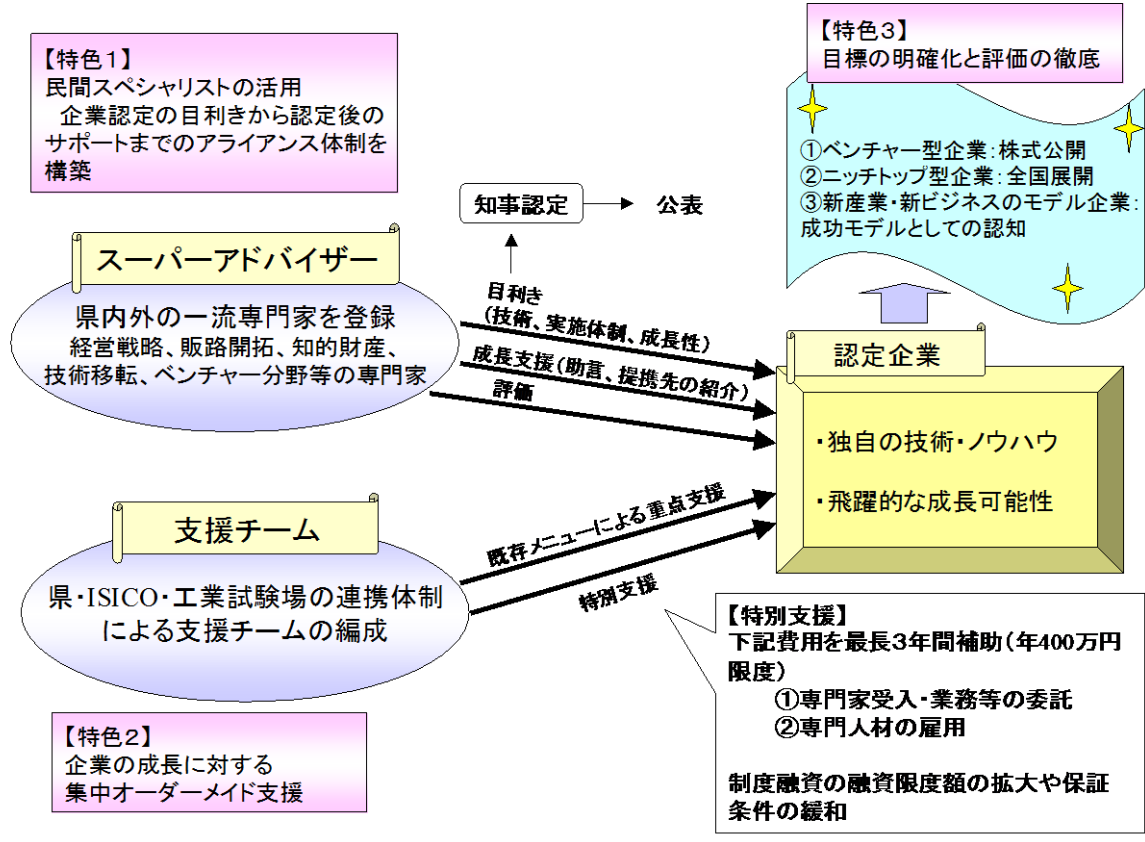 【特色１】
民間スペシャリストの活用
企業認定の目利きから認定後の
サポートまでのアライアンス体制を
構築
【特色３】
目標の明確化と評価の徹底
①ベンチャー型企業：株式公開
②ニッチトップ型企業：全国展開
③新産業・新ビジネスのモデル企業：
成功モデルとしての認知
知事認定
公表
スーパーアドバイザー
県内外の一流専門家を登録
経営戦略、販路開拓、知的財産、
技術移転、ベンチャー分野等の専門家
目利き
（技術、実施体制、成長性）
成長支援（助言、提携先の紹介）
評価
認定企業
・独自の技術・ノウハウ
・飛躍的な成長可能性
支援チーム
県・ISICO・工業試験場の連携体制
による支援チームの編成
既存メニューによる重点支援
特別支援
【特別支援】
下記費用を最長３年間補助（年400万円
限度）
①専門家受入・業務等の委託
②専門人材の雇用
制度融資の融資限度額の拡大や保証
条件の緩和
【特色２】
企業の成長に対する
集中オーダーメイド支援